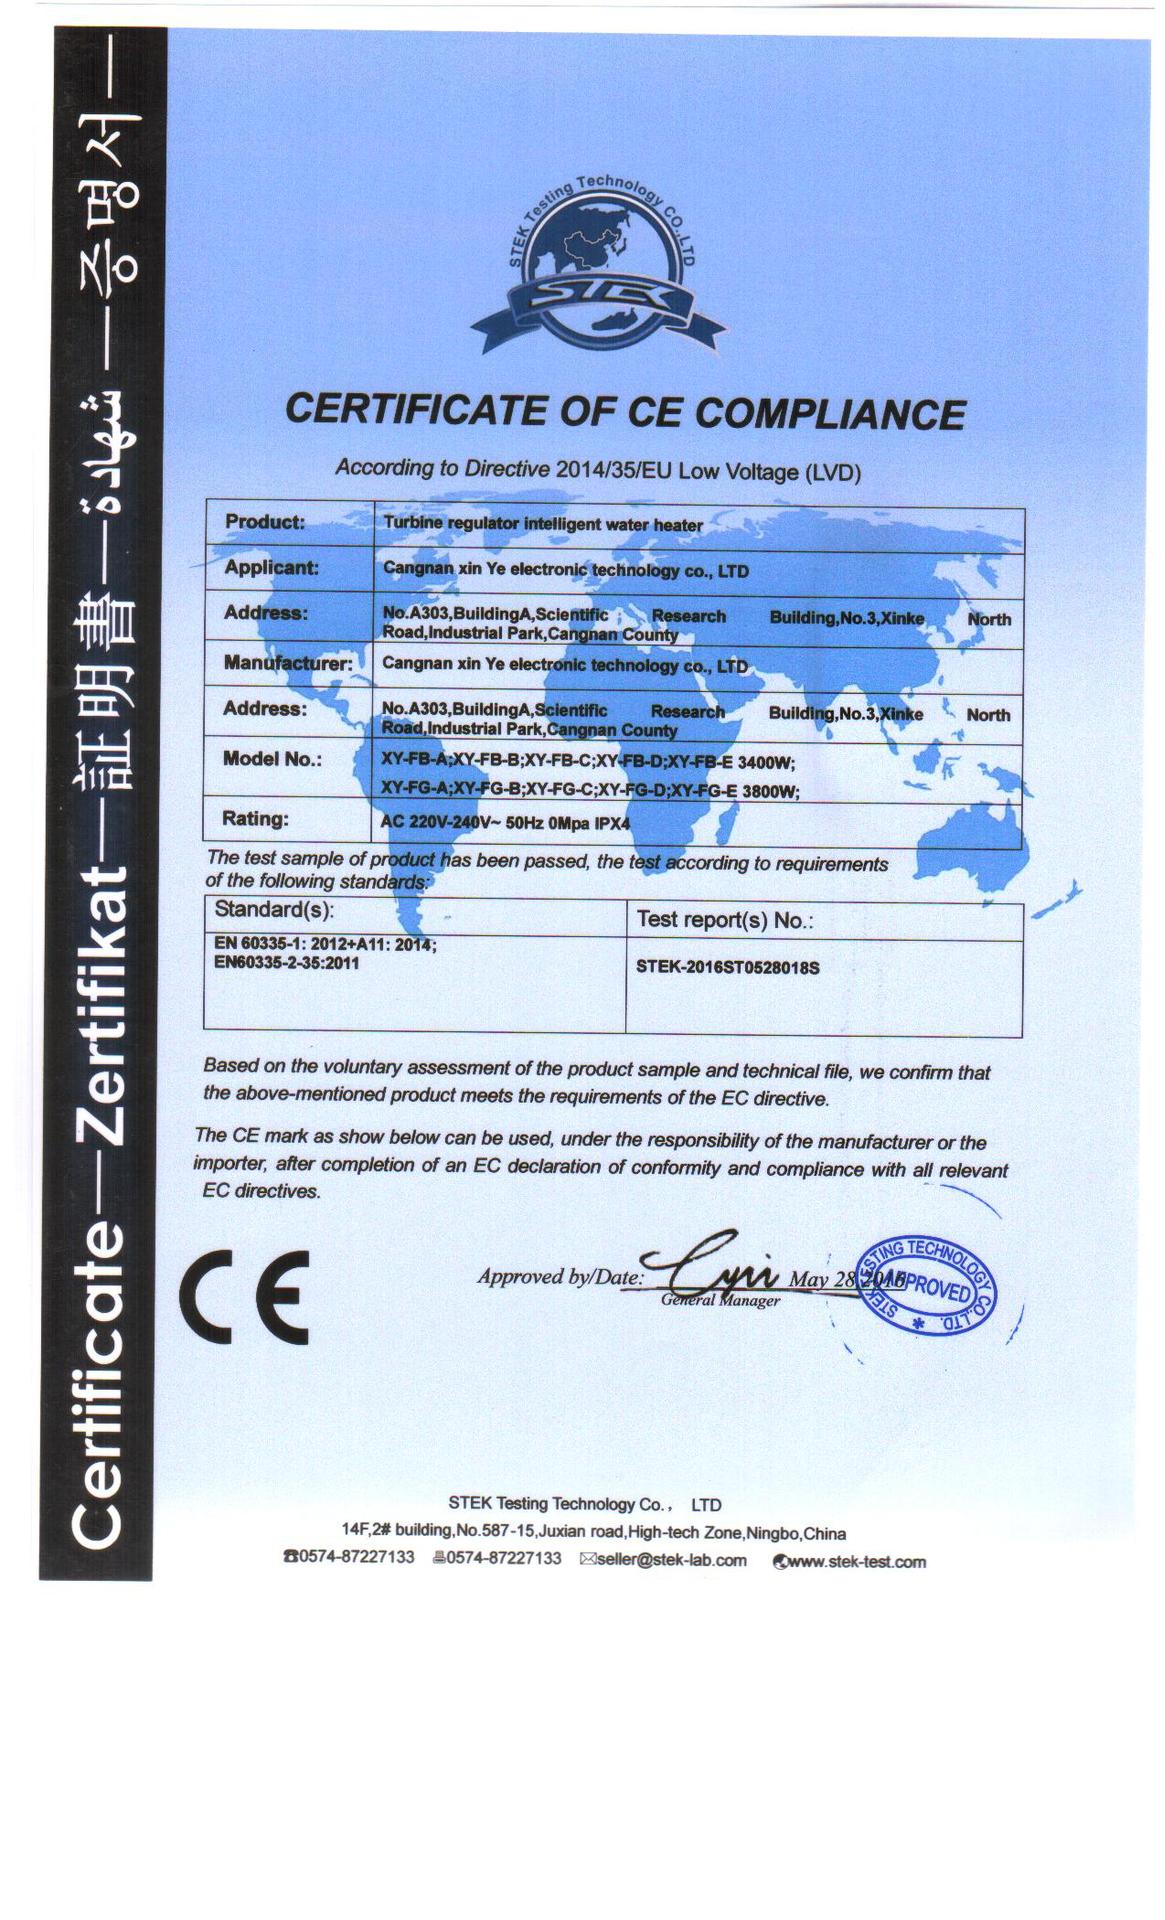 Certificate—Zertifikat—証明書—شهادة—증명서—
STEK Testing Technology CO.,LTD
STEK
CERTIFICATE OF CE COMPLIANCE
According to Directive 2014/35/EU Low Voltage (LVD)
Product: Turbine regulator intelligent water heater
Applicant: Cangnan xin Ye electronic technology co., LTD
Address: No.A303,BuildingA,Scientific Research Building,No.3,Xinke North
Road,Industrial Park,Cangnan County
Manufacturer: Cangnan xin Ye electronic technology co., LTD
Address: No.A303,BuildingA,Scientific Research Building,No.3,Xinke North
Road,Industrial Park,Cangnan County
Model No.: XY-FB-A;XY-FB-B;XY-FB-C;XY-FB-D;XY-FB-E 3400W;
XY-FG-A;XY-FG-B;XY-FG-C;XY-FG-D;XY-FG-E 3800W;
Rating: AC 220V-240V~ 50Hz 0Mpa IPX4
The test sample of product has been passed, the test according to requirements
of the following standards:
Standard(s): Test report(s) No.:
EN 60335-1: 2012+A11: 2014;
EN60335-2-35:2011
STEK-2016ST0528018S
Based on the voluntary assessment of the product sample and technical file, we confirm that
the above-mentioned product meets the requirements of the EC directive.
The CE mark as show below can be used, under the responsibility of the manufacturer or the
importer, after completion of an EC declaration of conformity and compliance with all relevant
EC directives.
CE
Approved by/Date: May 28,2016
General Manager
STEK TESTING TECHNOLOGY CO.,LTD.
APPROVED
STEK Testing Technology Co., LTD
14F,2# building,No.587-15,Juxian road,High-tech Zone,Ningbo,China
☎0574-87227133 0574-87227133 ✉seller@stek-lab.com www.stek-test.com